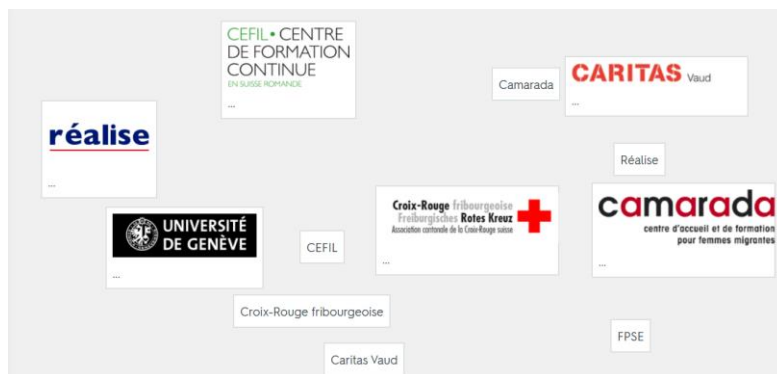 CEFIL • CENTRE
DE FORMATION
CONTINUE
EN SUISSE ROMANDE
...
Camarada
CARITAS Vaud
...
réalise
...
Réalise
UNIVERSITÉ
DE GENÈVE
...
CEFIL
Croix-Rouge fribourgeoise
Freiburgisches Rotes Kreuz
Association cantonale de la Croix-Rouge suisse
...
camarada
centre d'accueil et de formation
pour femmes migrantes
...
Croix-Rouge fribourgeoise
FPSE
Caritas Vaud